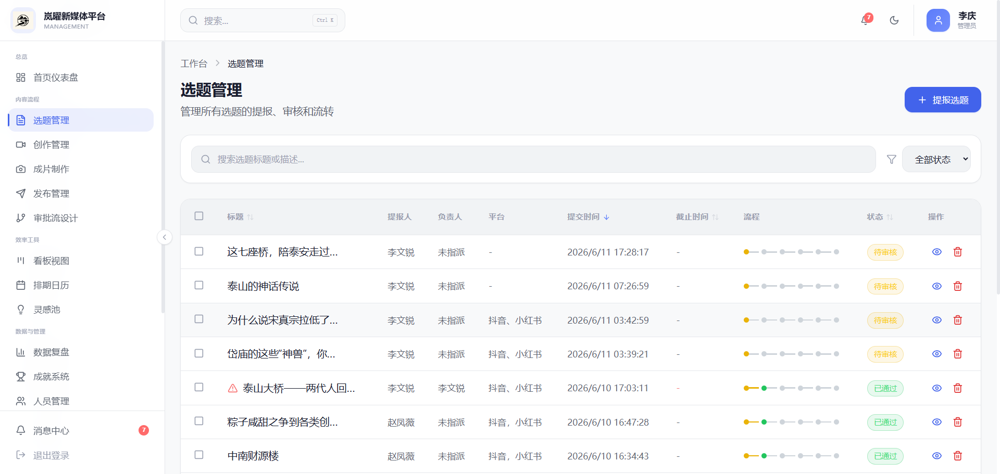 岚曜新媒体平台
MANAGEMENT
搜索...
Ctrl K
7
李庆
管理员
总览
首页仪表盘
内容流程
选题管理
创作管理
成片制作
发布管理
审批流设计
效率工具
看板视图
排期日历
灵感池
数据与管理
数据复盘
成就系统
人员管理
消息中心
7
退出登录
工作台 > 选题管理
选题管理
管理所有选题的提报、审核和流转
+ 提报选题
搜索选题标题或描述...
全部状态
标题 提报人 负责人 平台 提交时间 截止时间 流程 状态 操作
这七座桥，陪泰安走过... 李文锐 未指派 - 2026/6/11 17:28:17 - 待审核
泰山的神话传说 李文锐 未指派 - 2026/6/11 07:26:59 - 待审核
为什么说宋真宗拉低了... 李文锐 未指派 抖音、小红书 2026/6/11 03:42:59 - 待审核
岱庙的这些“神兽”，你... 李文锐 未指派 抖音、小红书 2026/6/11 03:39:21 - 待审核
泰山大桥——两代人回... 李文锐 李文锐 抖音、小红书 2026/6/10 17:03:11 - 已通过
粽子咸甜之争到各类创... 赵凤薇 未指派 抖音，小红书 2026/6/10 16:47:28 - 已通过
中南财源楼 赵凤薇 未指派 抖音，小红书 2026/6/10 16:34:43 - 已通过